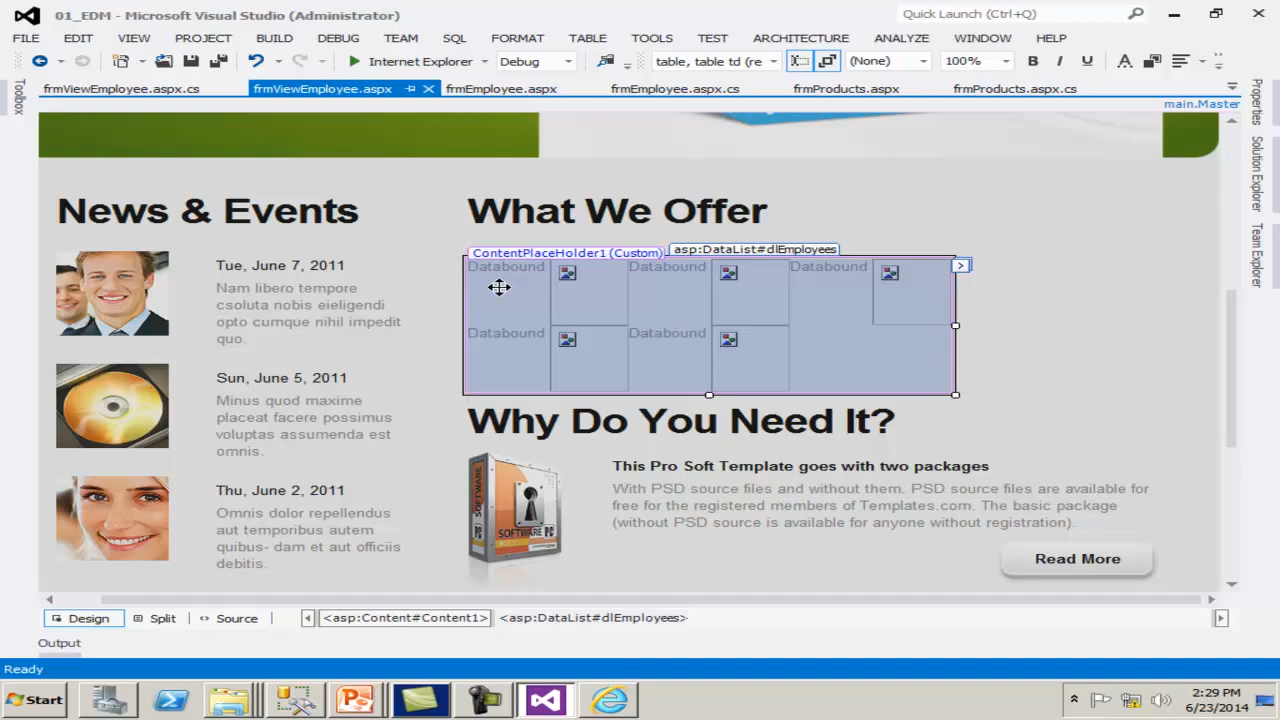 01_EDM - Microsoft Visual Studio (Administrator)
Quick Launch (Ctrl+Q)
FILE EDIT VIEW PROJECT BUILD DEBUG TEAM SQL FORMAT TABLE TOOLS TEST ARCHITECTURE ANALYZE WINDOW HELP
Internet Explorer Debug table, table td (re (None) 100% B I U A
frmViewEmployee.aspx.cs frmViewEmployee.aspx frmEmployee.aspx frmEmployee.aspx.cs frmProducts.aspx frmProducts.aspx.cs
main.Master
Toolbox
Properties
Solution Explorer
Team Explorer
News & Events
Tue, June 7, 2011
Nam libero tempore
csoluta nobis eieligendi
opto cumque nihil impedit
quo.
Sun, June 5, 2011
Minus quod maxime
placeat facere possimus
voluptas assumenda est
omnis.
Thu, June 2, 2011
Omnis dolor repellendus
aut temporibus autem
quibus- dam et aut officiis
debitis.
What We Offer
ContentPlaceHolder1 (Custom) asp:DataList#dlEmployees
Databound Databound Databound
Databound Databound
Why Do You Need It?
SOFTWARE
SOFTWARE
This Pro Soft Template goes with two packages
With PSD source files and without them. PSD source files are available for
free for the registered members of Templates.com. The basic package
(without PSD source is available for anyone without registration).
Read More
Design Split Source <asp:Content#Content1> <asp:DataList#dlEmployees>
Output
Ready
Start
2:29 PM
6/23/2014